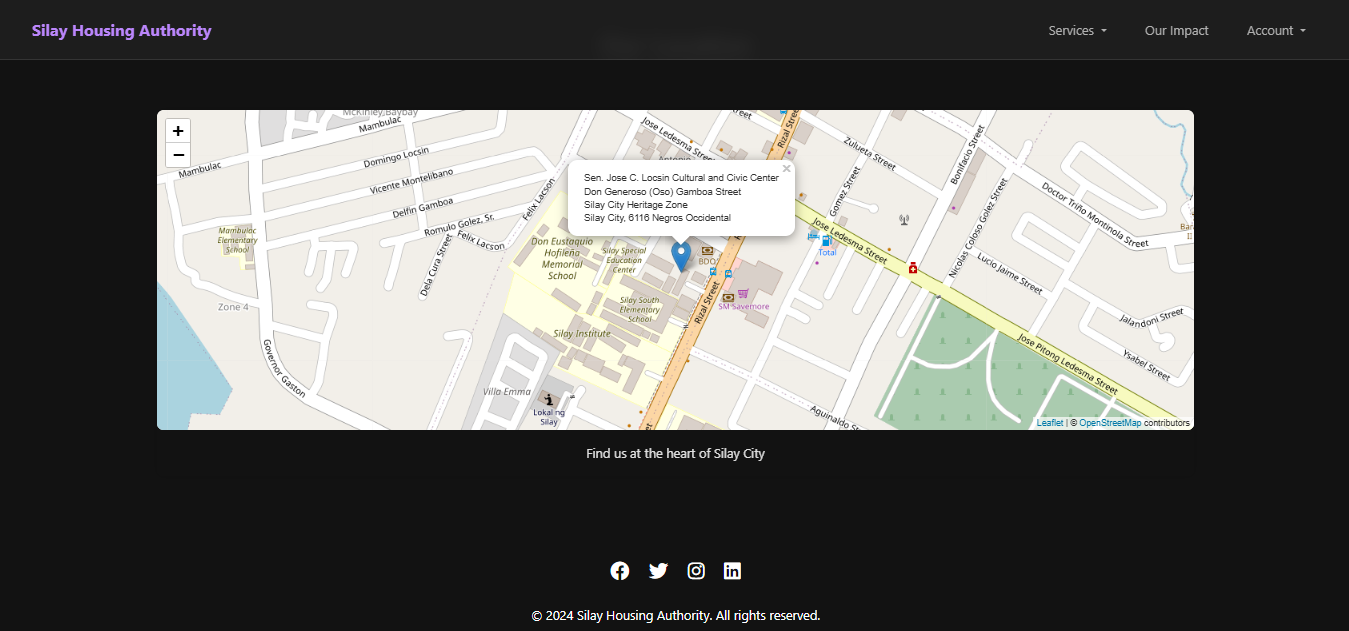 Silay Housing Authority
Services
Our Impact
Account
+
−
Mambulac
Mambulac
Domingo Locsin
Vicente Montelibano
Delfin Gamboa
Romulo Golez, Sr.
Felix Lacson
Felix Lacson
Dela Cura Street
Mambulac
Elementary
School
Zone 4
Governor Gaston
Jose Ledesma Street
Rizal Street
Zulueta Street
Bonifacio Street
Gomez Street
×
Sen. Jose C. Locsin Cultural and Civic Center
Don Generoso (Oso) Gamboa Street
Silay City Heritage Zone
Silay City, 6116 Negros Occidental
Don Eustaquio
Hofileña
Memorial
School
Silay Special
Education
Center
BDO
Silay South
Elementary
School
Silay Institute
Rizal Street
SM Savemore
Total
Jose Ledesma Street
Nicolas Coloso Golez Street
Doctor Triño Montinola Street
Lucio Jaime Street
Jalandoni Street
Ysabel Street
Jose Pitong Ledesma Street
Villa Emma
Lokal ng
Silay
Leaflet | © OpenStreetMap contributors
Find us at the heart of Silay City
© 2024 Silay Housing Authority. All rights reserved.